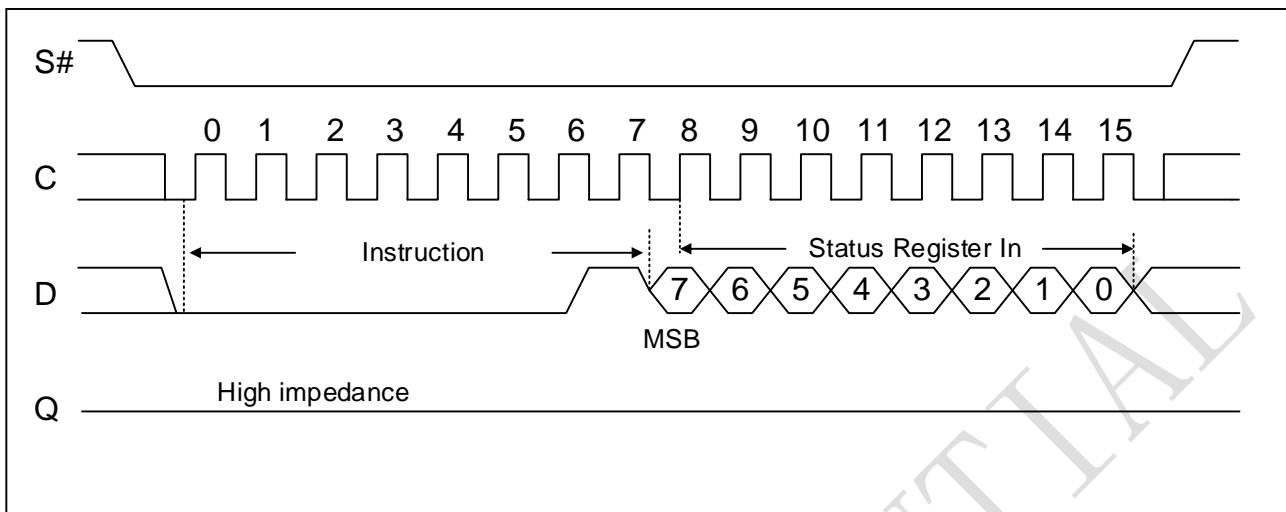 S#
0 1 2 3 4 5 6 7 8 9 10 11 12 13 14 15
C
Instruction
Status Register In
D
7 6 5 4 3 2 1 0
MSB
High impedance
Q
NTIAL